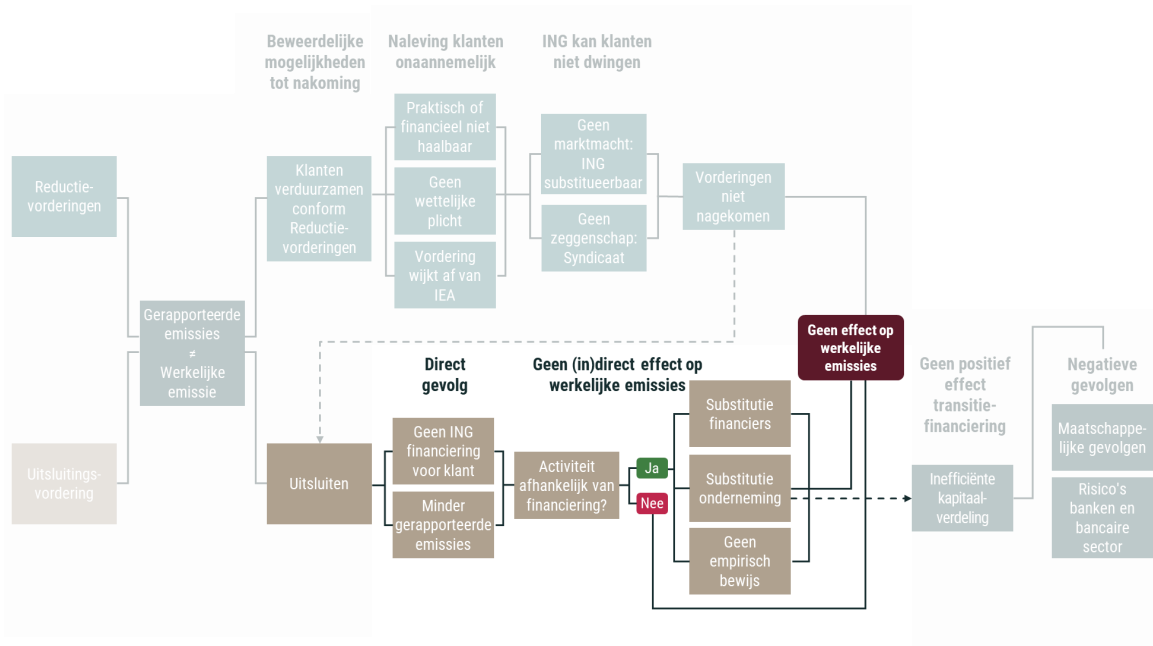 Beweerdelijke
mogelijkheden
tot nakoming
Naleving klanten
onaannemelijk
ING kan klanten
niet dwingen
Reductie-
vorderingen
Klanten
verduurzamen
conform
Reductie-
vorderingen
Praktisch of
financieel niet
haalbaar
Geen
wettelijke
plicht
Vordering
wijkt af van
IEA
Geen
marktmacht:
ING
substitueerbaar
Geen
zeggenschap:
Syndicaat
Vorderingen
niet
nagekomen
Gerapporteerde
emissies
≠
Werkelijke
emissie
Geen effect op
werkelijke
emissies
Direct
gevolg
Geen (in)direct effect op
werkelijke emissies
Geen positief
effect
transitie-
financiering
Negatieve
gevolgen
Uitsluitings-
vordering
Uitsluiten
Geen ING
financiering
voor klant
Minder
gerapporteerde
emissies
Activiteit
afhankelijk van
financiering?
Ja
Nee
Substitutie
financiers
Substitutie
onderneming
Geen
empirisch
bewijs
Inefficiënte
kapitaal-
verdeling
Maatschappe-
lijke gevolgen
Risico's
banken en
bancaire
sector